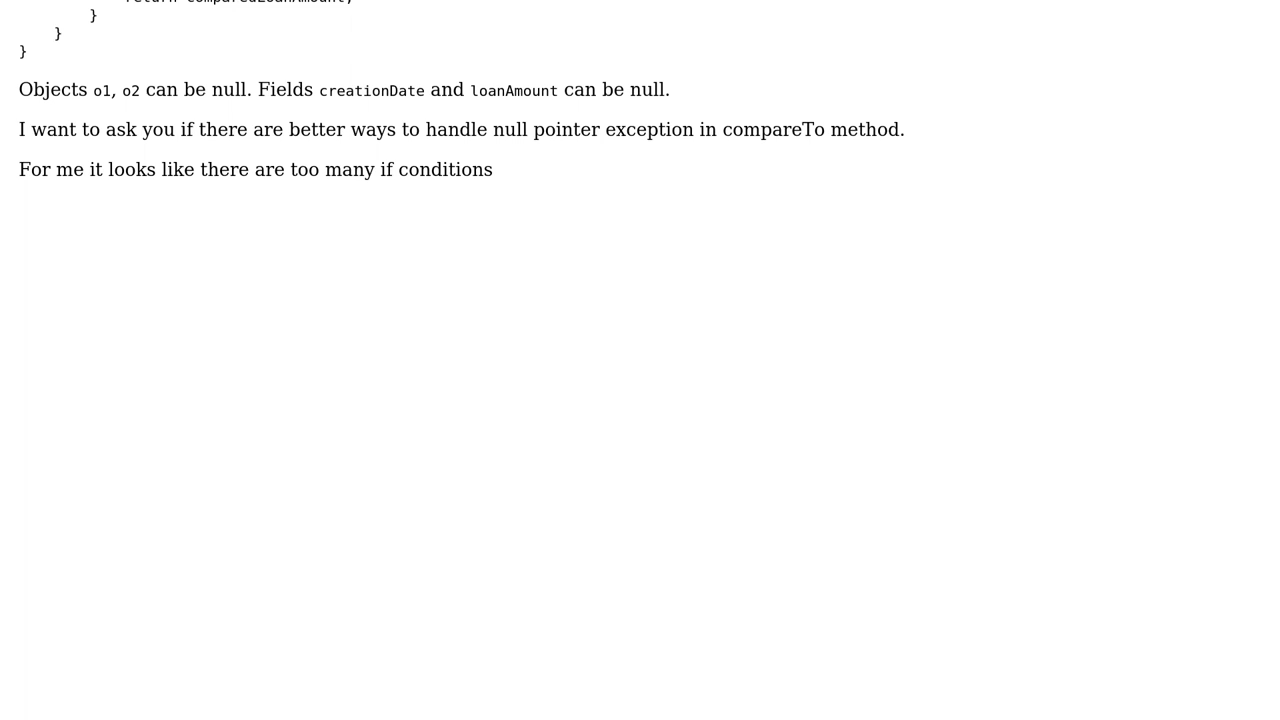 return comparedLoanAmount;
}
}
}
Objects o1, o2 can be null. Fields creationDate and loanAmount can be null.
I want to ask you if there are better ways to handle null pointer exception in compareTo method.
For me it looks like there are too many if conditions